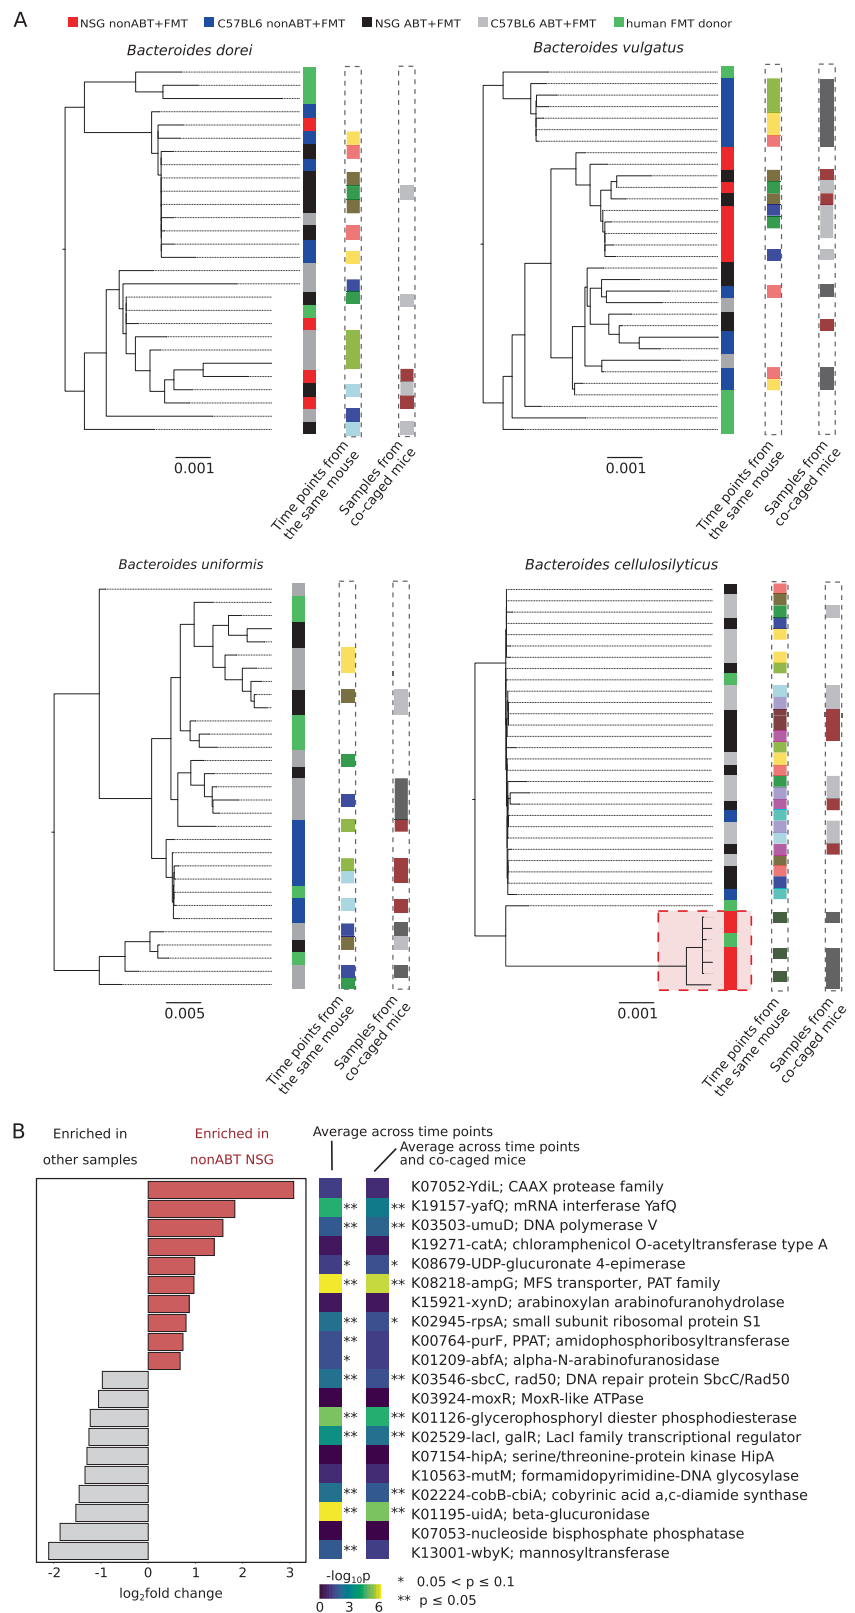 A
NSG nonABT+FMT C57BL6 nonABT+FMT NSG ABT+FMT C57BL6 ABT+FMT human FMT donor
Bacteroides dorei
Bacteroides vulgatus
0.001
0.001
Time points from
the same mouse
Samples from
co-caged mice
Time points from
the same mouse
Samples from
co-caged mice
Bacteroides uniformis
Bacteroides cellulosilyticus
0.005
0.001
Time points from
the same mouse
Samples from
co-caged mice
Time points from
the same mouse
Samples from
co-caged mice
B
Enriched in
other samples
Enriched in
nonABT NSG
Average across time points
Average across time points
and co-caged mice
K07052-YdiL; CAAX protease family
** ** K19157-yafQ; mRNA interferase YafQ
** ** K03503-umuD; DNA polymerase V
K19271-catA; chloramphenicol O-acetyltransferase type A
* * K08679-UDP-glucuronate 4-epimerase
** ** K08218-ampG; MFS transporter, PAT family
K15921-xynD; arabinoxylan arabinofuranohydrolase
** * K02945-rpsA; small subunit ribosomal protein S1
** K00764-purF, PPAT; amidophosphoribosyltransferase
* K01209-abfA; alpha-N-arabinofuranosidase
** ** K03546-sbcC, rad50; DNA repair protein SbcC/Rad50
K03924-moxR; MoxR-like ATPase
** ** K01126-glycerophosphoryl diester phosphodiesterase
** ** K02529-lacI, galR; LacI family transcriptional regulator
K07154-hipA; serine/threonine-protein kinase HipA
K10563-mutM; formamidopyrimidine-DNA glycosylase
** ** K02224-cobB-cbiA; cobyrinic acid a,c-diamide synthase
** ** K01195-uidA; beta-glucuronidase
K07053-nucleoside bisphosphate phosphatase
** K13001-wbyK; mannosyltransferase
-2 -1 0 1 2 3
log2fold change
-log10p
0 3 6
* 0.05 < p ≤ 0.1
** p ≤ 0.05